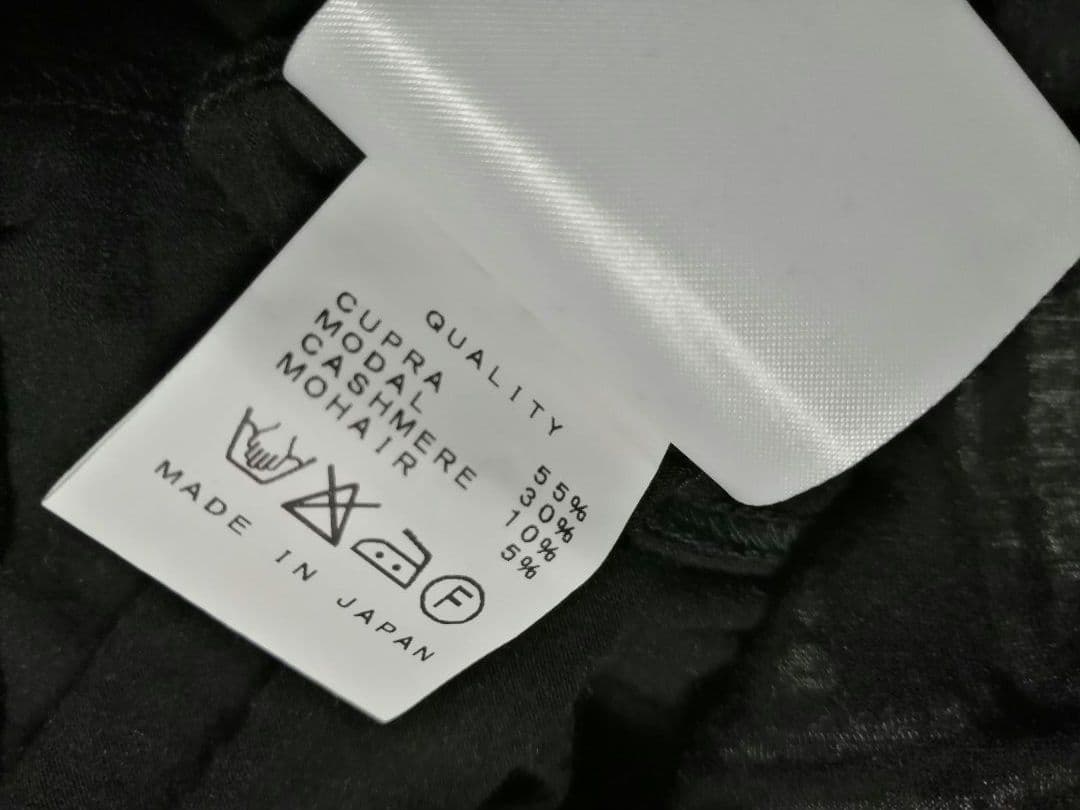 QUALITY
CUPRA 55%
MODAL 30%
CASHMERE 10%
MOHAIR 5%
F
MADE IN JAPAN